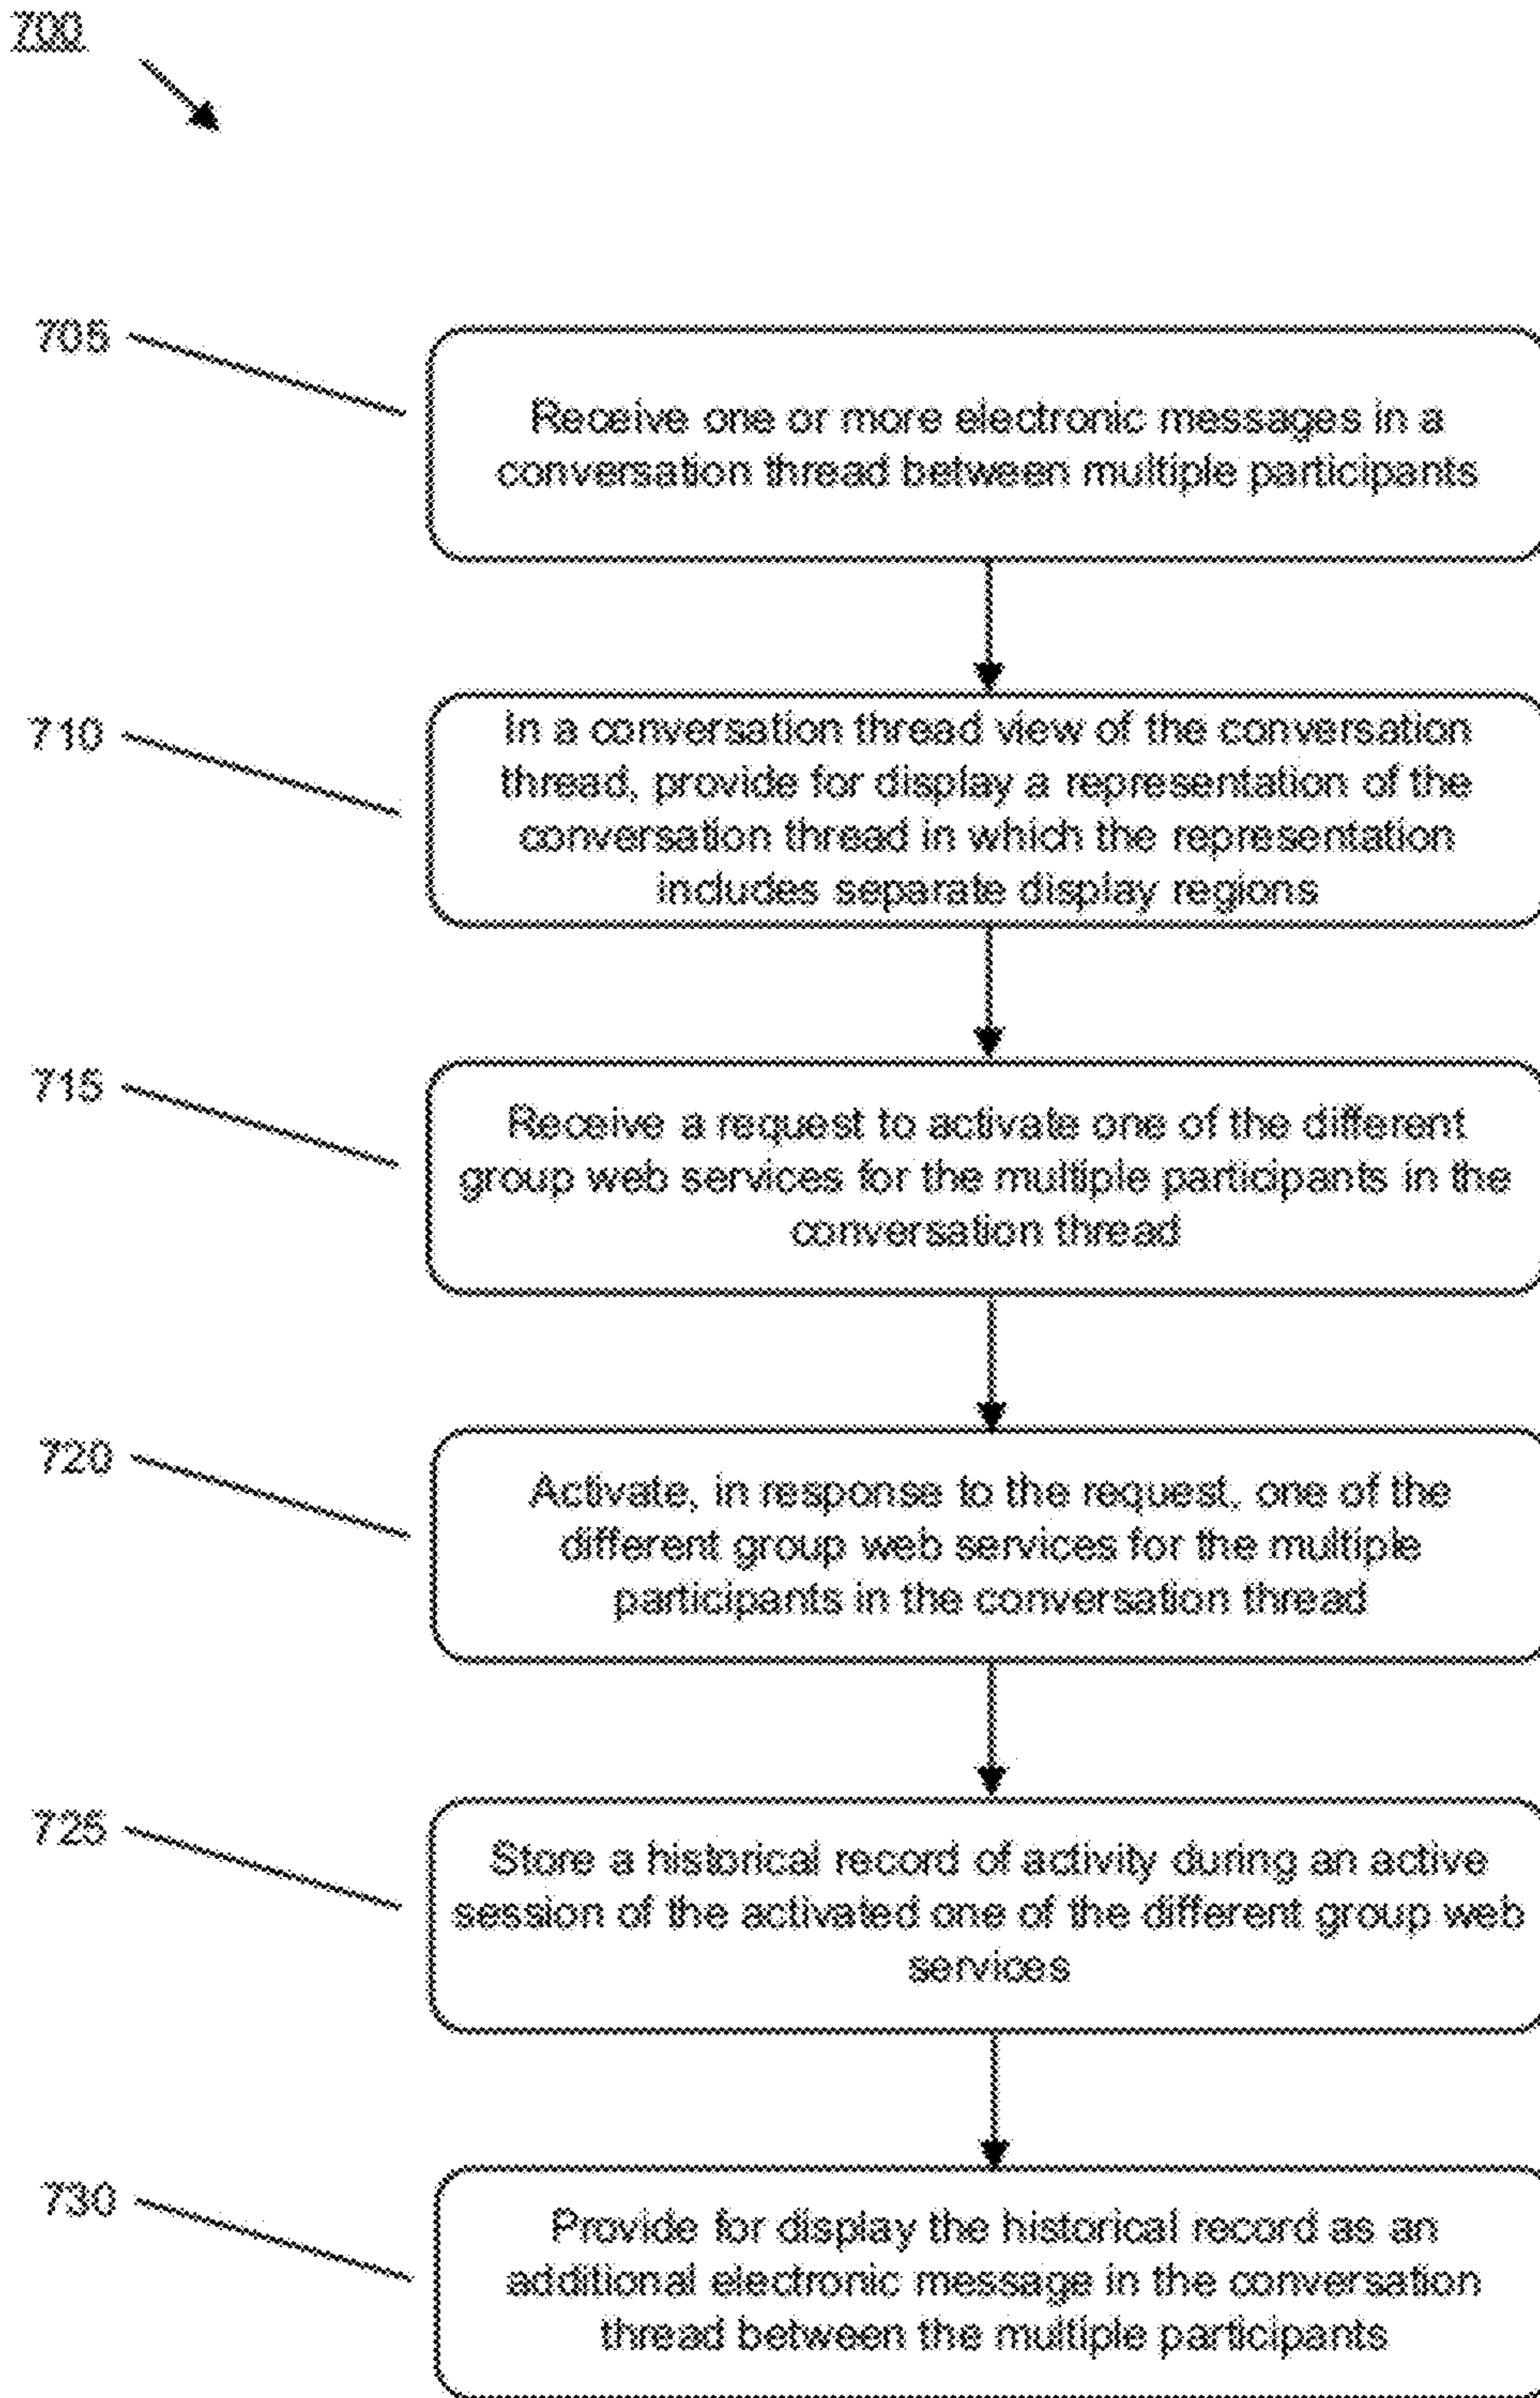 700
705
Receive one or more electronic messages in a
conversation thread between multiple participants
710
In a conversation thread view of the conversation
thread, provide for display a representation of the
conversation thread in which the representation
includes separate display regions
715
Receive a request to activate one of the different
group web services for the multiple participants in the
conversation thread
720
Activate, in response to the request, one of the
different group web services for the multiple
participants in the conversation thread
725
Store a historical record of activity during an active
session of the activated one of the different group web
services
730
Provide for display the historical record as an
additional electronic message in the conversation
thread between the multiple participants